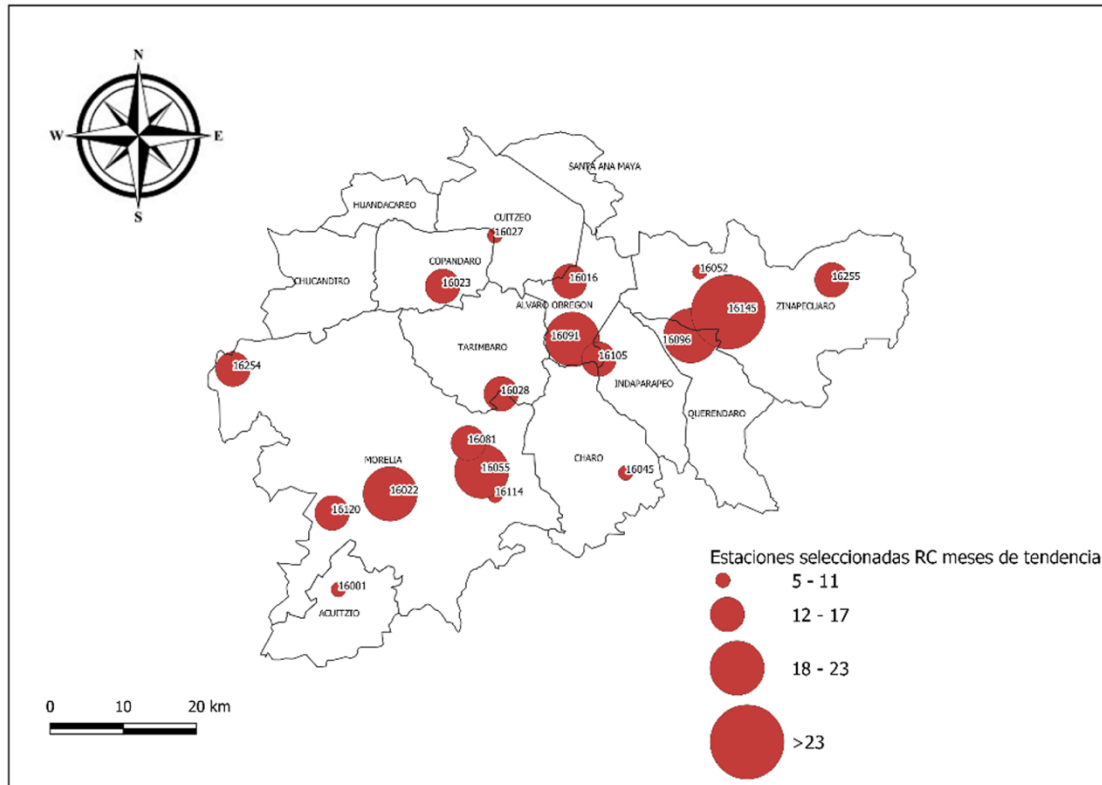 N
W
E
S
SANTA ANA MAYA
HUANDACAREO
CUITZEO
16027
COPANDARO
16052
CHUCANDIRO
16016
16255
16023
ALVARO OBREGON
16145
ZINAPECUARO
16091
16096
TARIMBARO
16105
16254
INDAPARAPEO
16028
QUERENDARO
16081
MORELIA
CHARO
16055
16045
16022
16114
16120
16001
ACUITZIO
Estaciones seleccionadas RC meses de tendencia
5 - 11
12 - 17
18 - 23
>23
0 10 20 km